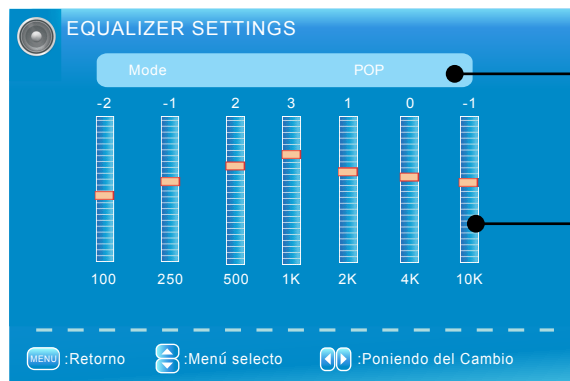 EQUALIZER SETTINGS
Mode POP
-2 -1 2 3 1 0 -1
100 250 500 1K 2K 4K 10K
MENU :Retorno :Menú selecto :Poniendo del Cambio